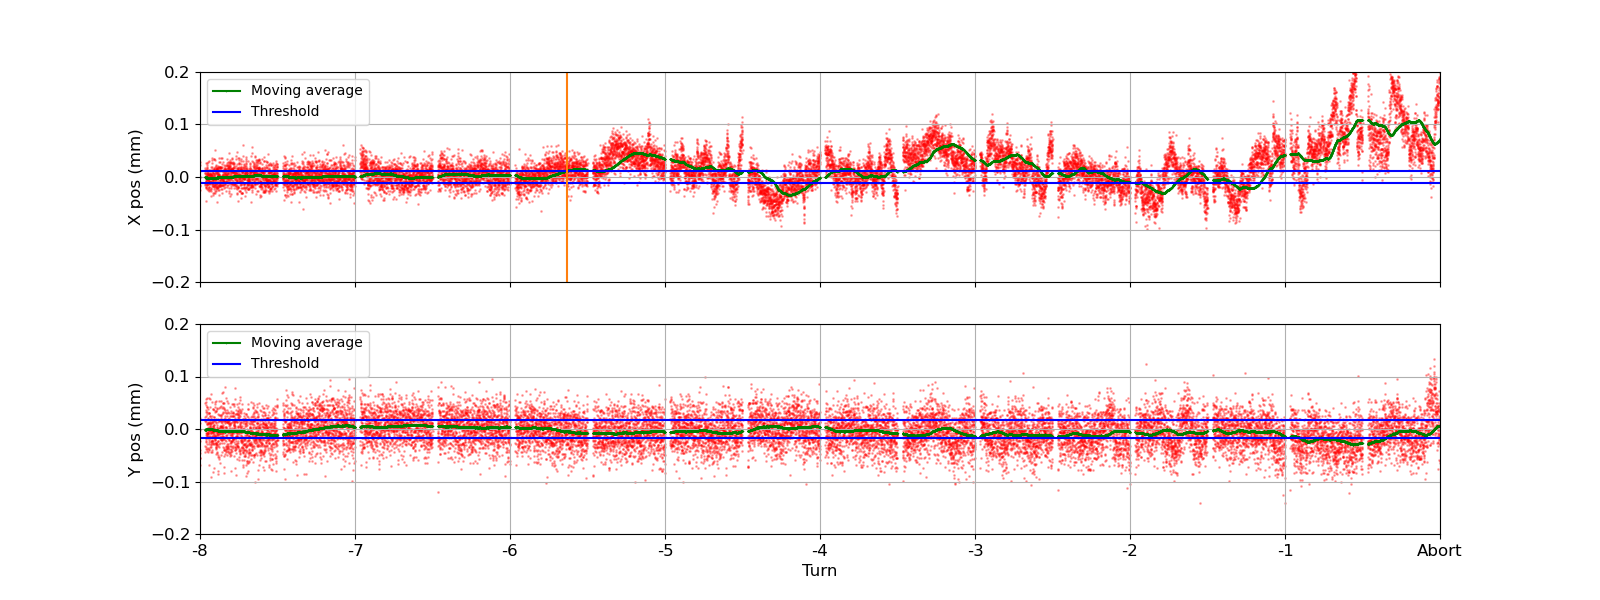 0.2
0.1
0.0
−0.1
−0.2
X pos (mm)
Moving average
Threshold
0.2
0.1
0.0
−0.1
−0.2
Y pos (mm)
Moving average
Threshold
-8 -7 -6 -5 -4 -3 -2 -1 Abort
Turn